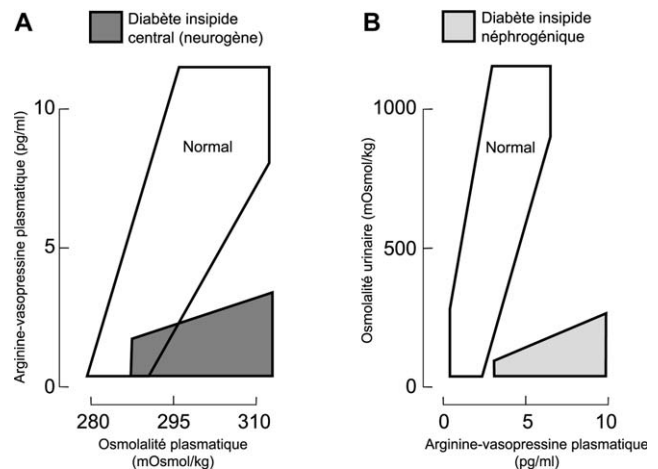 A
Diabète insipide
central (neurogène)
Arginine-vasopressine plasmatique (pg/ml)
10
5
0
Normal
280
295
310
Osmolalité plasmatique
(mOsmol/kg)
B
Diabète insipide
néphrogénique
Osmolalité urinaire (mOsmol/kg)
1000
500
0
Normal
0
5
10
Arginine-vasopressine plasmatique
(pg/ml)